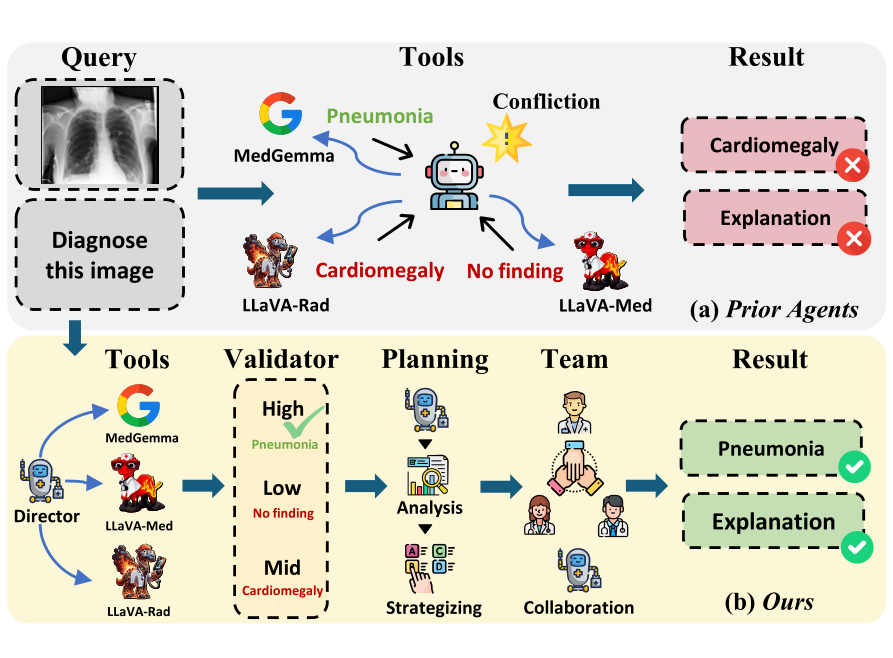 Query
Tools
Result
Diagnose
this image
Pneumonia
Confliction
!
MedGemma
Cardiomegaly
No finding
LLaVA-Rad
LLaVA-Med
Cardiomegaly
Explanation
(a) Prior Agents
Tools
Validator
Planning
Team
Result
Director
MedGemma
LLaVA-Med
LLaVA-Rad
High
Pneumonia
Low
No finding
Mid
Cardiomegaly
Analysis
A C
B D
Strategizing
Collaboration
Pneumonia
Explanation
(b) Ours